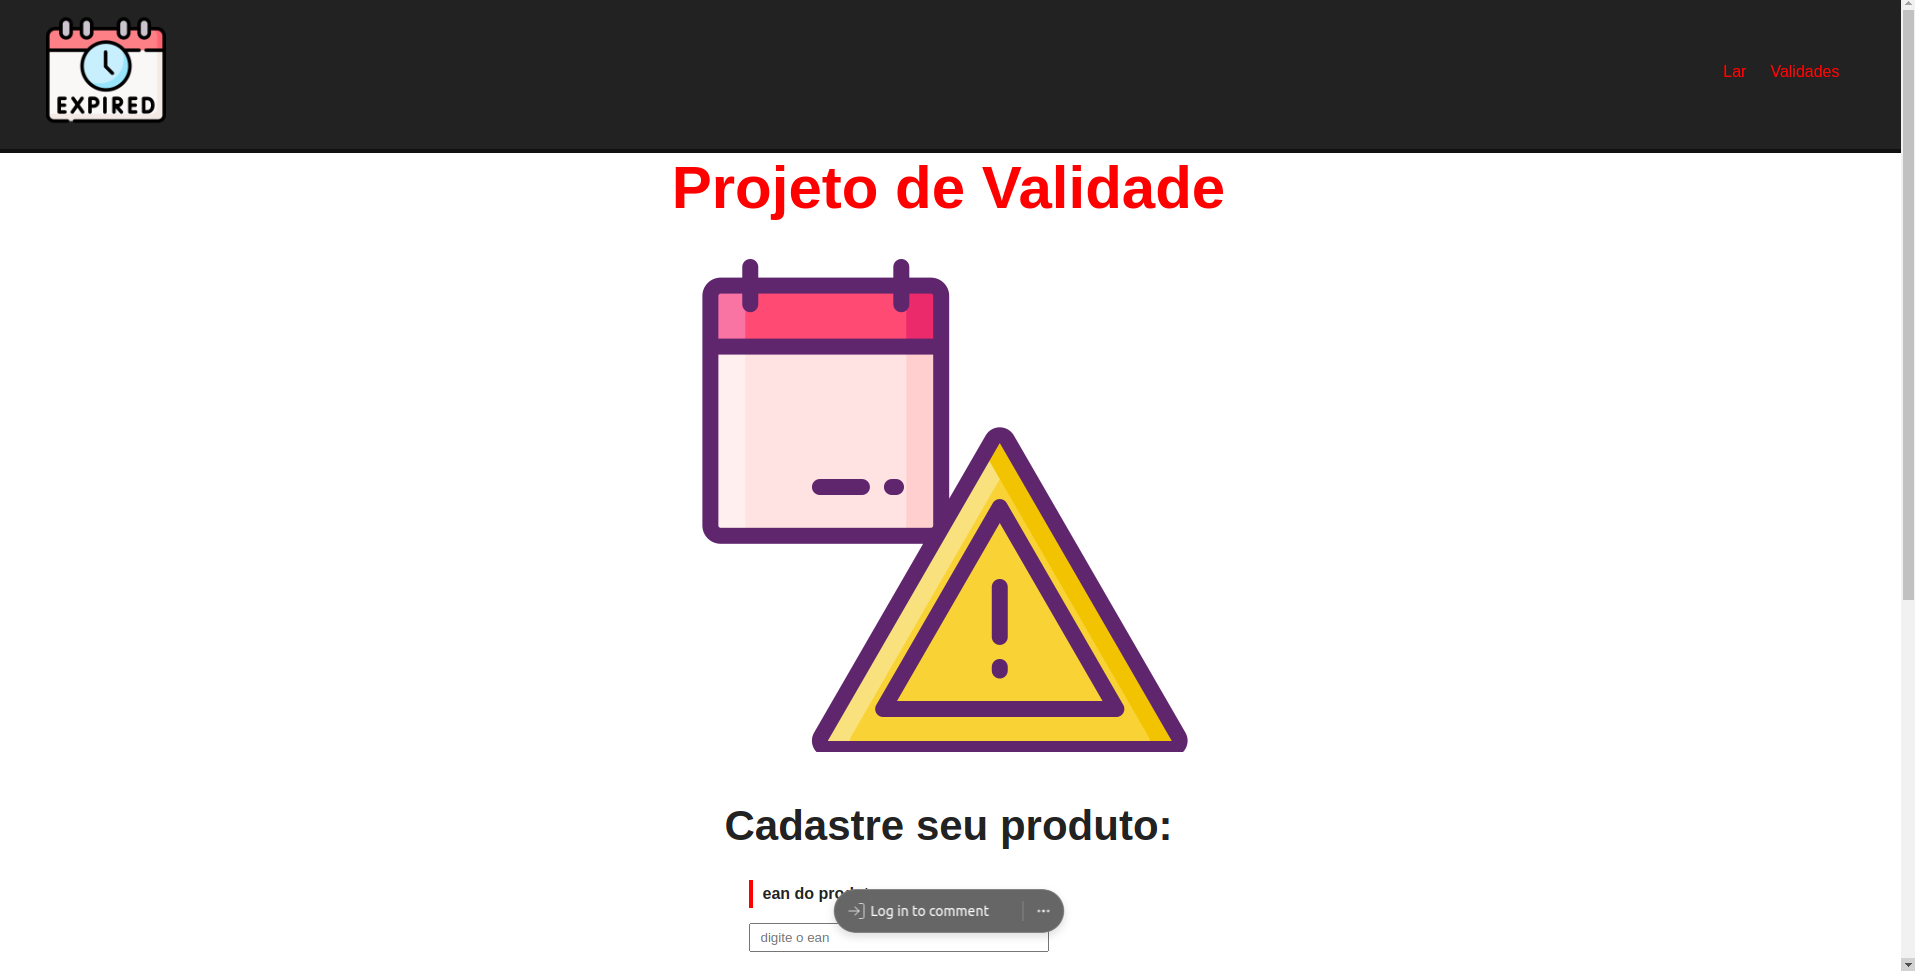 EXPIRED
Lar Validades
Projeto de Validade
Cadastre seu produto:
ean do
Log in to comment
digite o ean